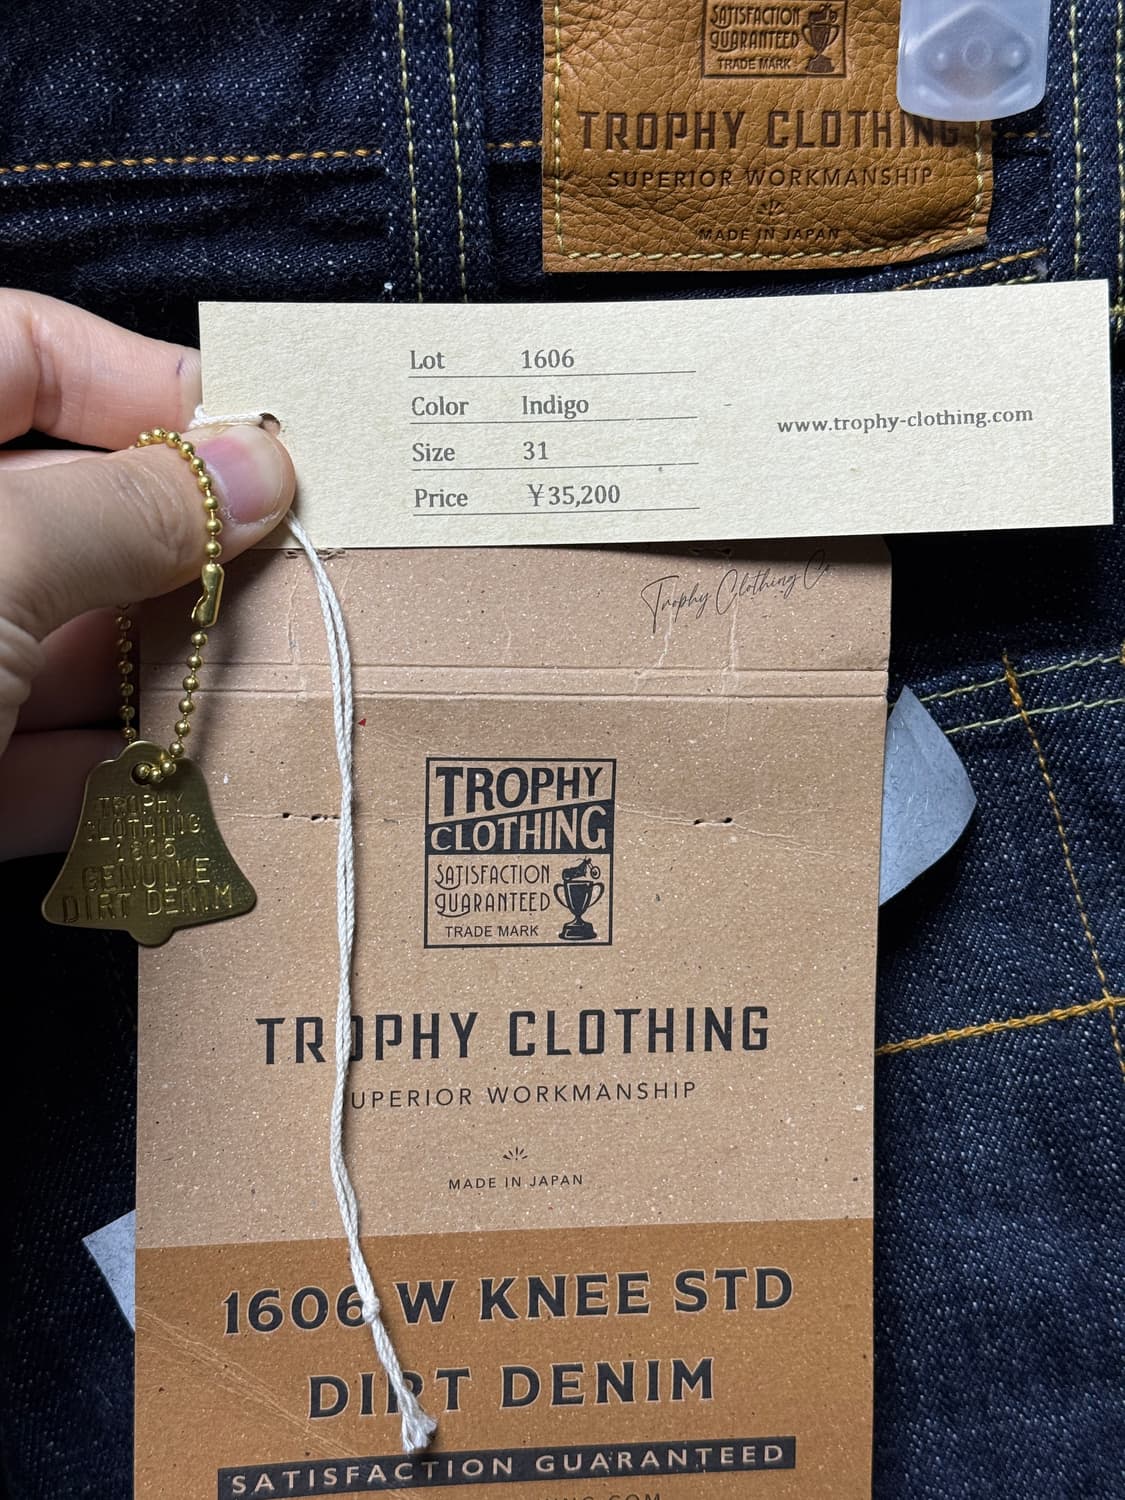 SATISFACTION
GUARANTEED
TRADE MARK
TROPHY CLOTHING
SUPERIOR WORKMANSHIP
MADE IN JAPAN
Lot 1606
Color Indigo
Size 31
Price ¥35,200
www.trophy-clothing.com
Trophy Clothing Co.
TROPHY
CLOTHING
SATISFACTION
GUARANTEED
TRADE MARK
TROPHY
CLOTHING
GENUINE
DIRT DENIM
TROPHY CLOTHING
SUPERIOR WORKMANSHIP
MADE IN JAPAN
1606 W KNEE STD
DIRT DENIM
SATISFACTION GUARANTEED